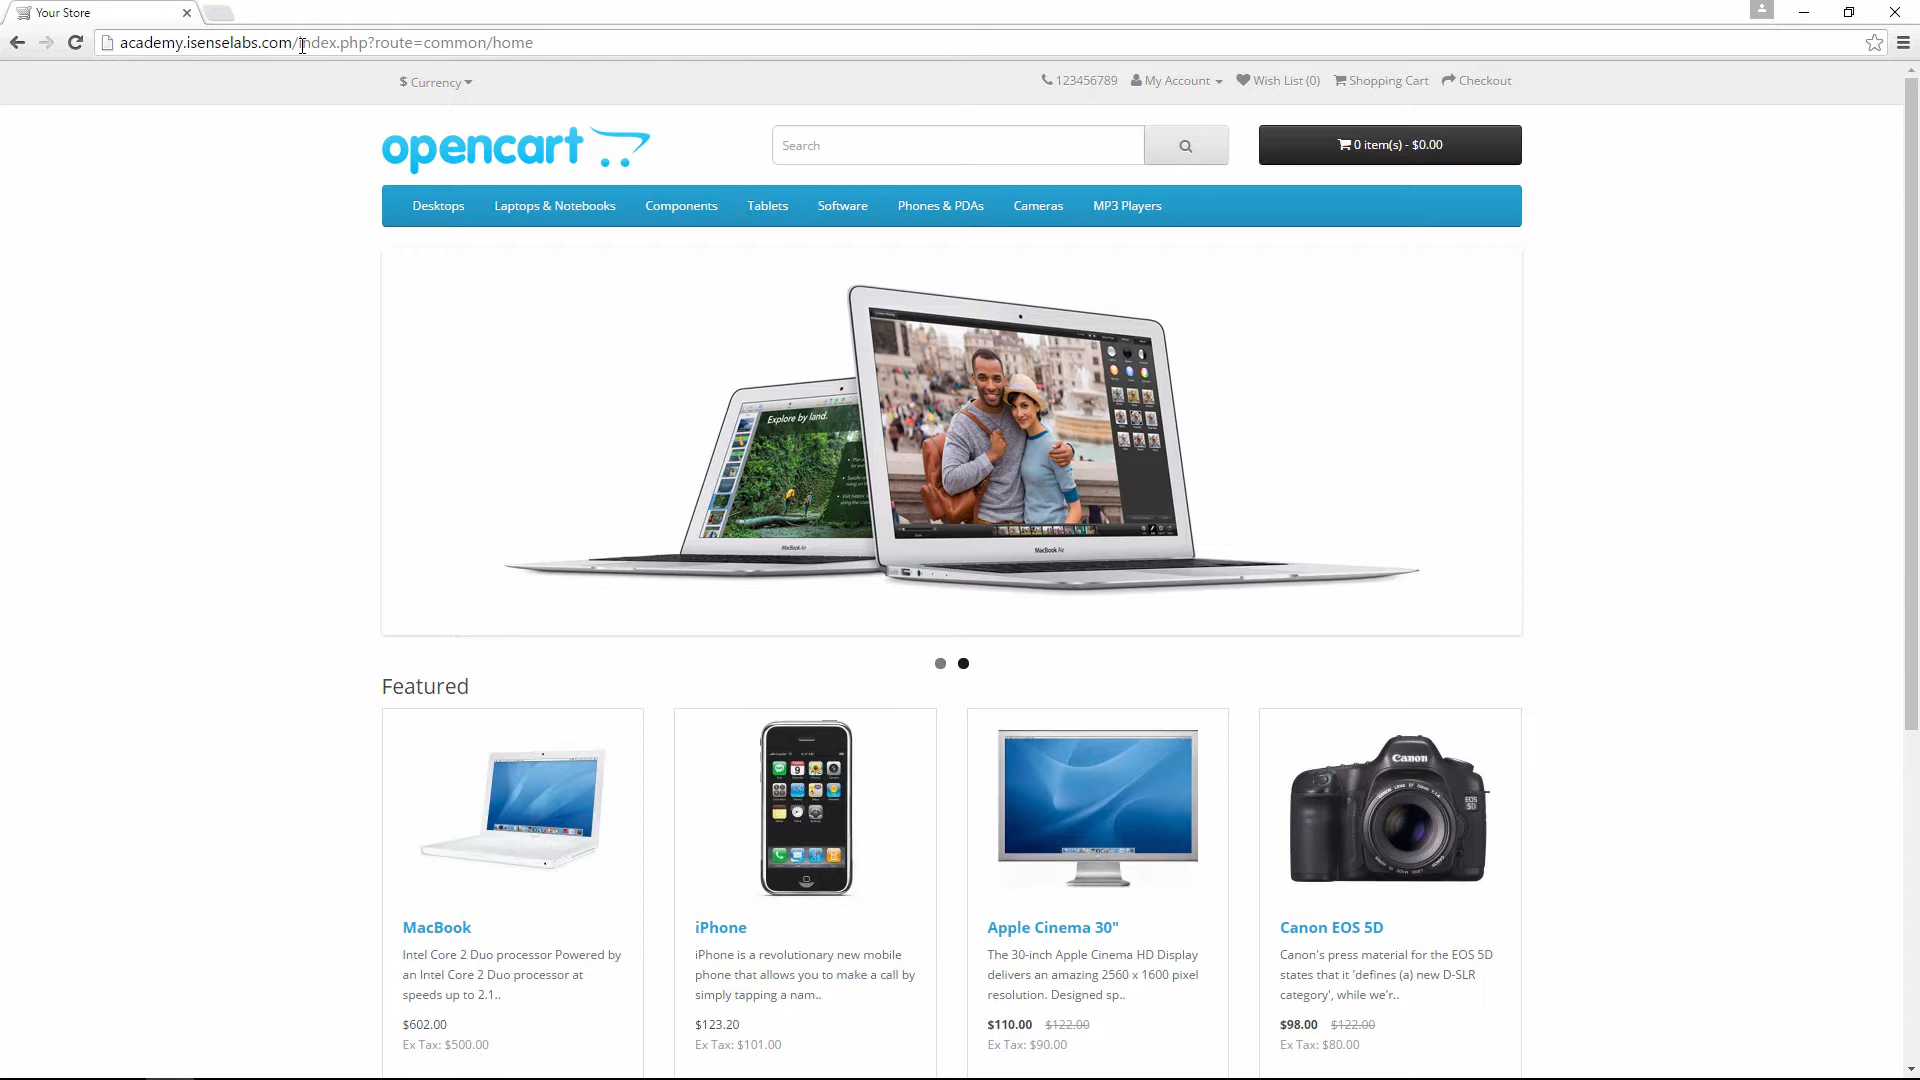 Your Store
academy.isenselabs.com/index.php?route=common/home
$ Currency
123456789 My Account Wish List (0) Shopping Cart Checkout
opencart
Search
0 item(s) - $0.00
Desktops Laptops & Notebooks Components Tablets Software Phones & PDAs Cameras MP3 Players
Explore by land.
MacBook Air
MacBook Air
Featured
Canon
EOS 5D
MacBook
Intel Core 2 Duo processor Powered by
an Intel Core 2 Duo processor at
speeds up to 2.1..
$602.00
Ex Tax: $500.00
iPhone
iPhone is a revolutionary new mobile
phone that allows you to make a call by
simply tapping a nam..
$123.20
Ex Tax: $101.00
Apple Cinema 30"
The 30-inch Apple Cinema HD Display
delivers an amazing 2560 x 1600 pixel
resolution. Designed sp..
$110.00 $122.00
Ex Tax: $90.00
Canon EOS 5D
Canon's press material for the EOS 5D
states that it 'defines (a) new D-SLR
category', while we'r..
$98.00 $122.00
Ex Tax: $80.00